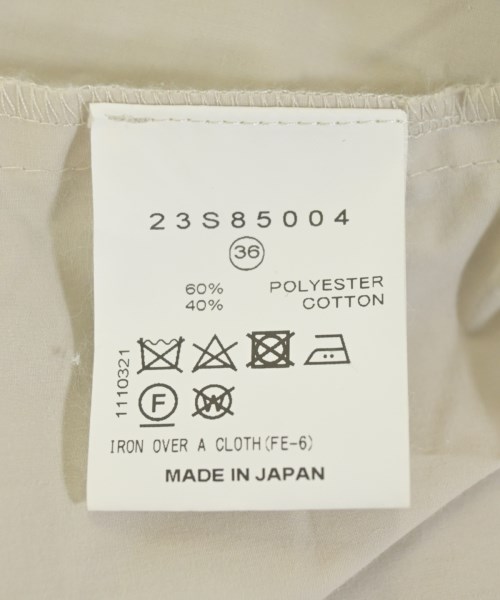 23S85004
36
60% POLYESTER
40% COTTON
1110321
F W
IRON OVER A CLOTH(FE-6)
MADE IN JAPAN